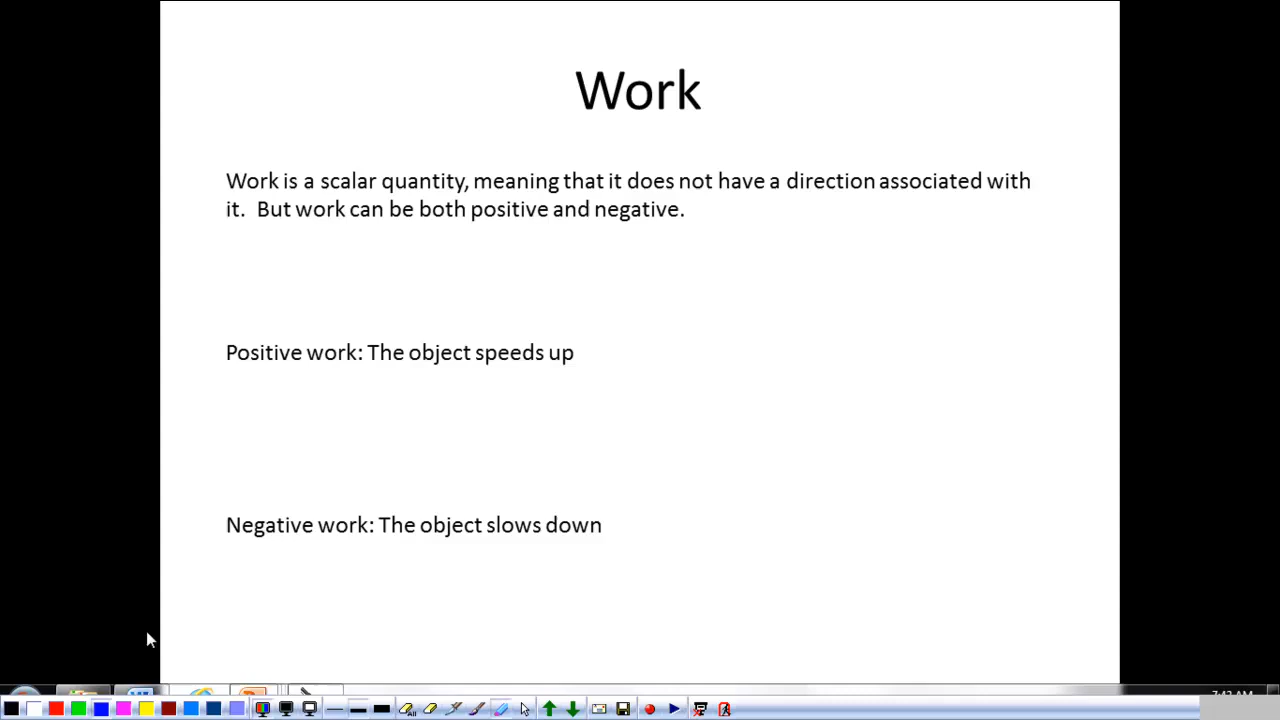 Work
Work is a scalar quantity, meaning that it does not have a direction associated with
it.  But work can be both positive and negative.
Positive work: The object speeds up
Negative work: The object slows down